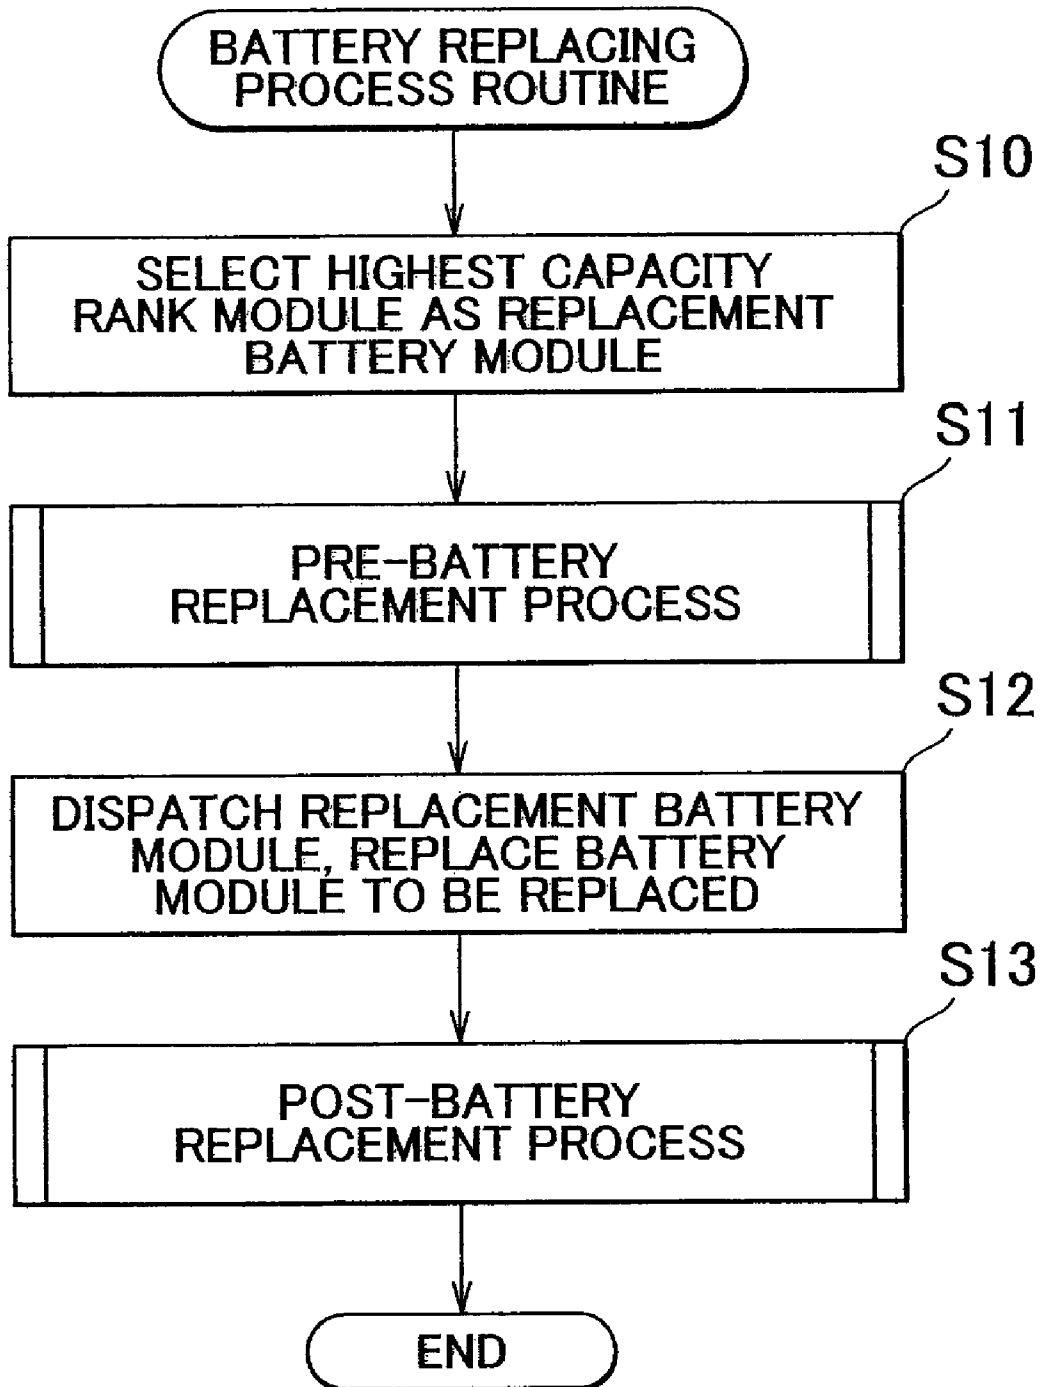 BATTERY REPLACING
PROCESS ROUTINE
S10
SELECT HIGHEST CAPACITY
RANK MODULE AS REPLACEMENT
BATTERY MODULE
S11
PRE-BATTERY
REPLACEMENT PROCESS
S12
DISPATCH REPLACEMENT BATTERY
MODULE, REPLACE BATTERY
MODULE TO BE REPLACED
S13
POST-BATTERY
REPLACEMENT PROCESS
END